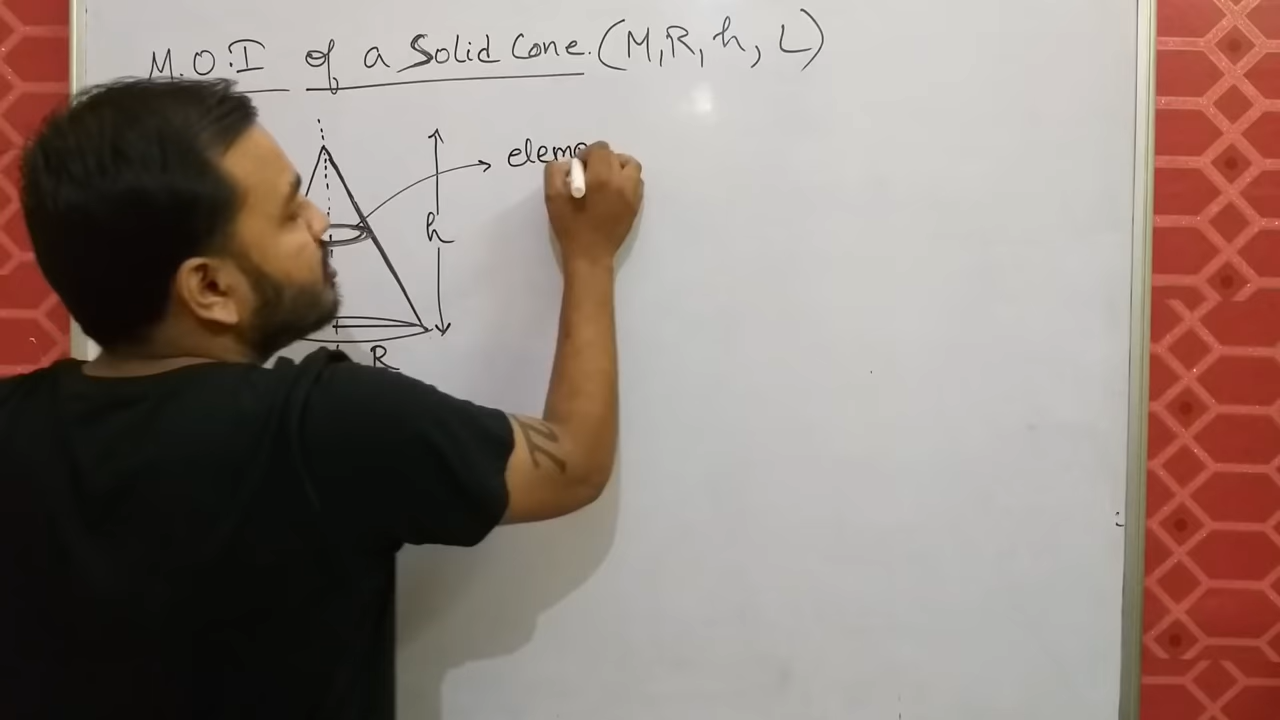 M.O.I of a Solid Cone. (M, R, h, L)
eleme
h
R